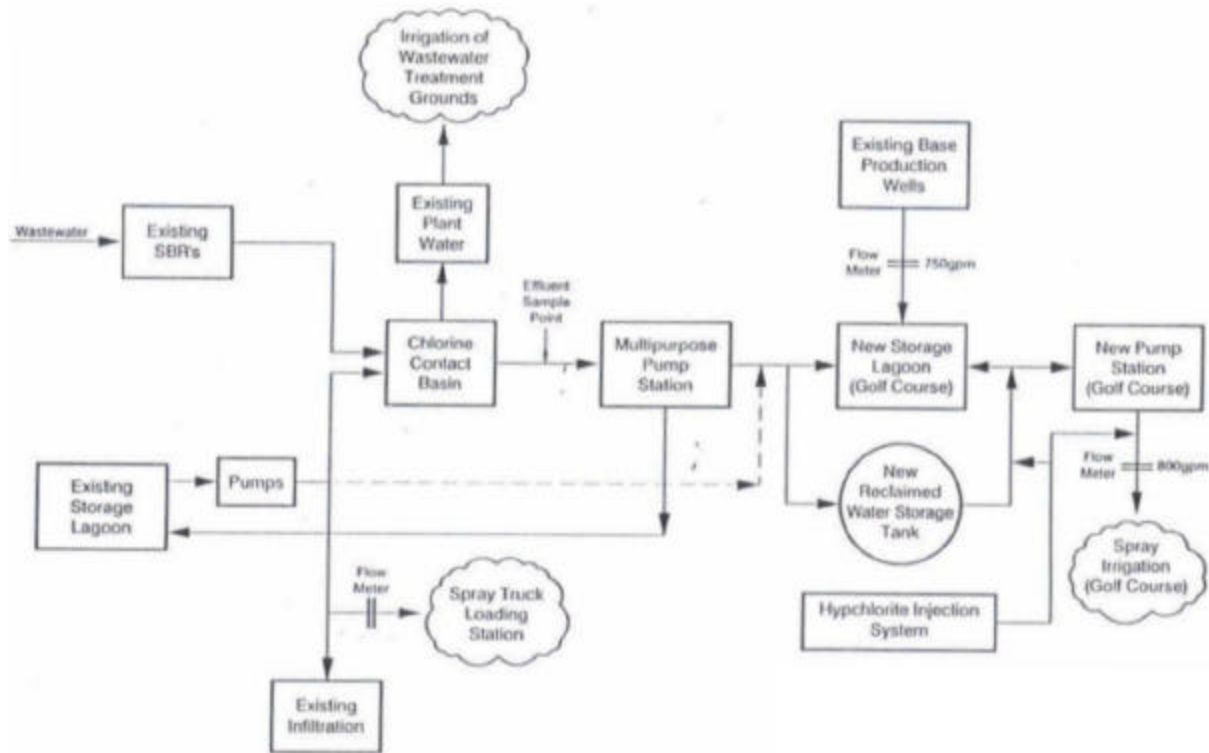 Irrigation of
Wastewater
Treatment
Grounds
Existing Base
Production
Wells
Existing
Plant
Water
Wastewater
Existing
SBR's
Flow
Meter
750gpm
Effluent
Sample
Point
Chlorine
Contact
Basin
Multipurpose
Pump
Station
New Storage
Lagoon
(Golf Course)
New Pump
Station
(Golf Course)
Existing
Storage
Lagoon
Pumps
New
Reclaimed
Water Storage
Tank
Flow
Meter
800gpm
Spray
Irrigation
(Golf Course)
Flow
Meter
Spray Truck
Loading
Station
Hypchlorite Injection
System
Existing
Infiltration